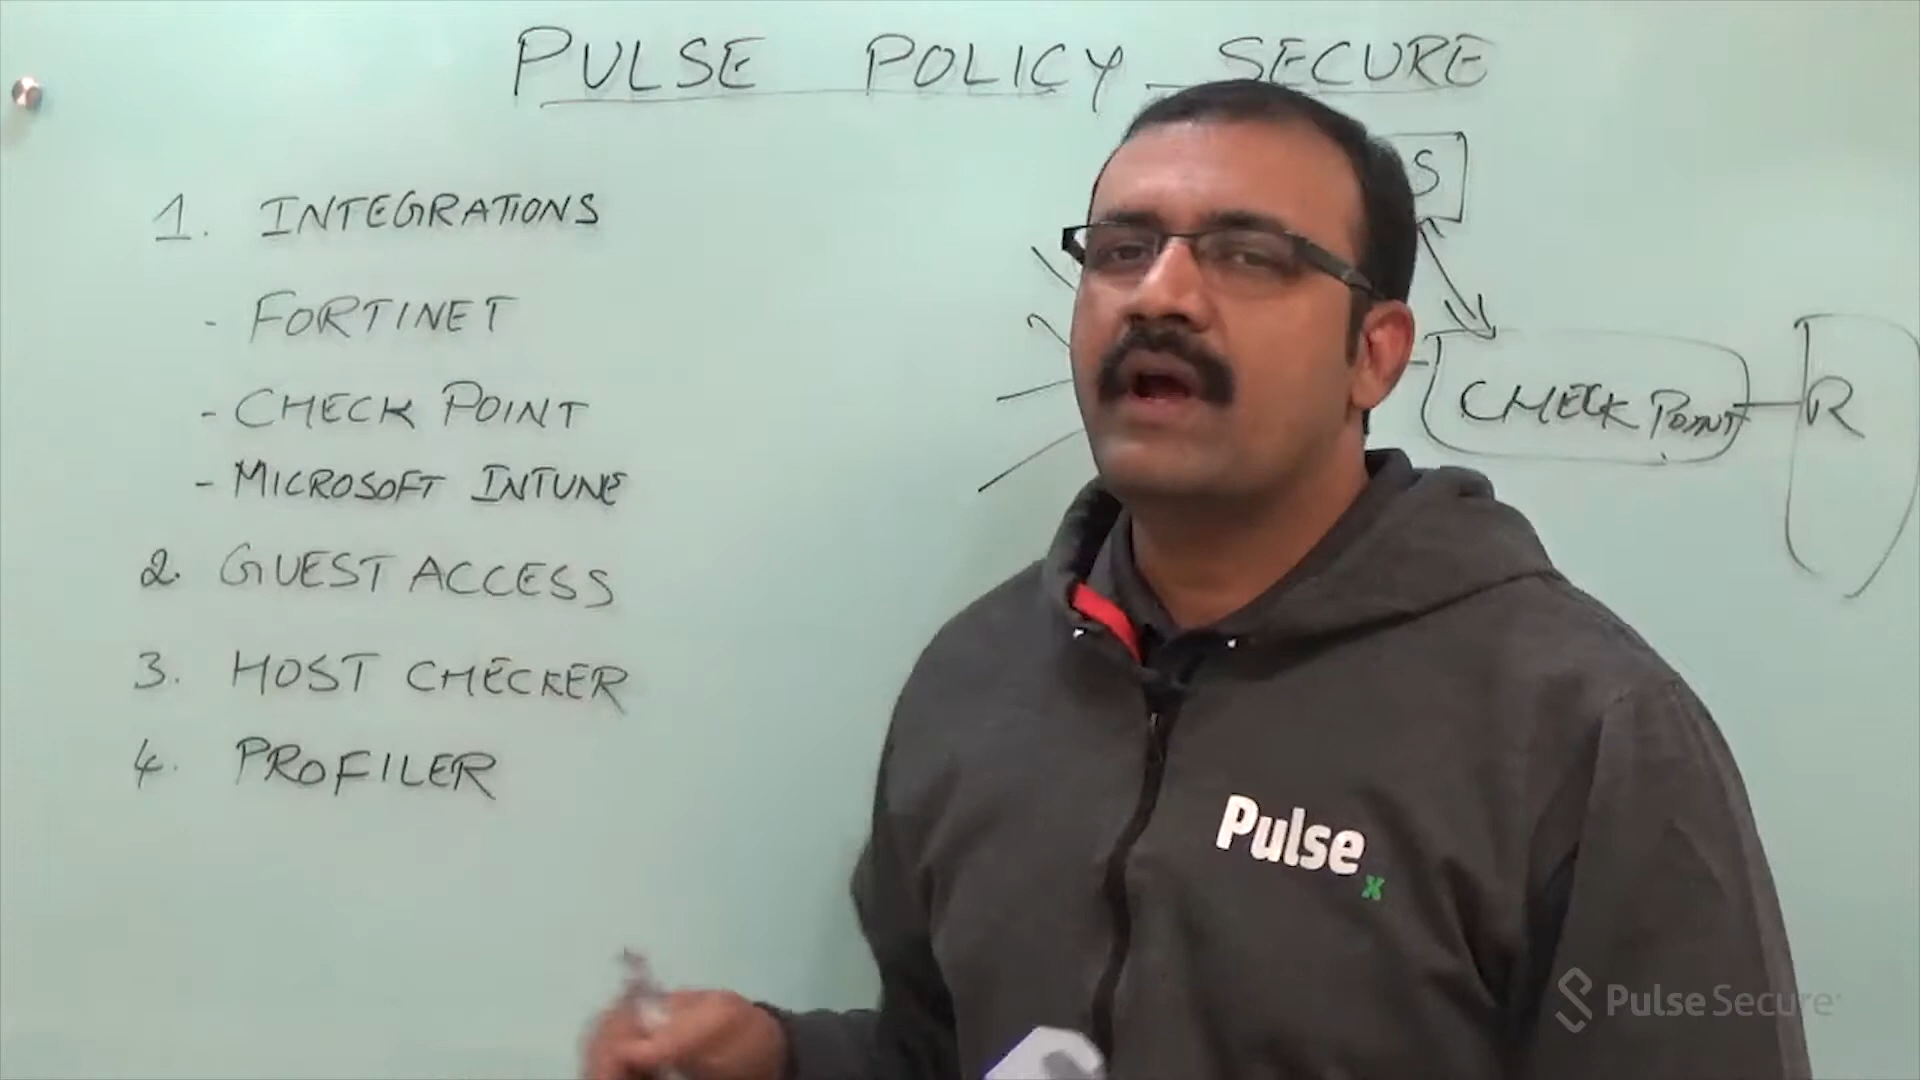 PULSE POLICY SECURE
1. INTEGRATIONS
- FORTINET
- CHECK POINT
- MICROSOFT INTUNE
2. GUEST ACCESS
3. HOST CHECKER
4. PROFILER
S
CHECK POINT
R
Pulse
Pulse Secure